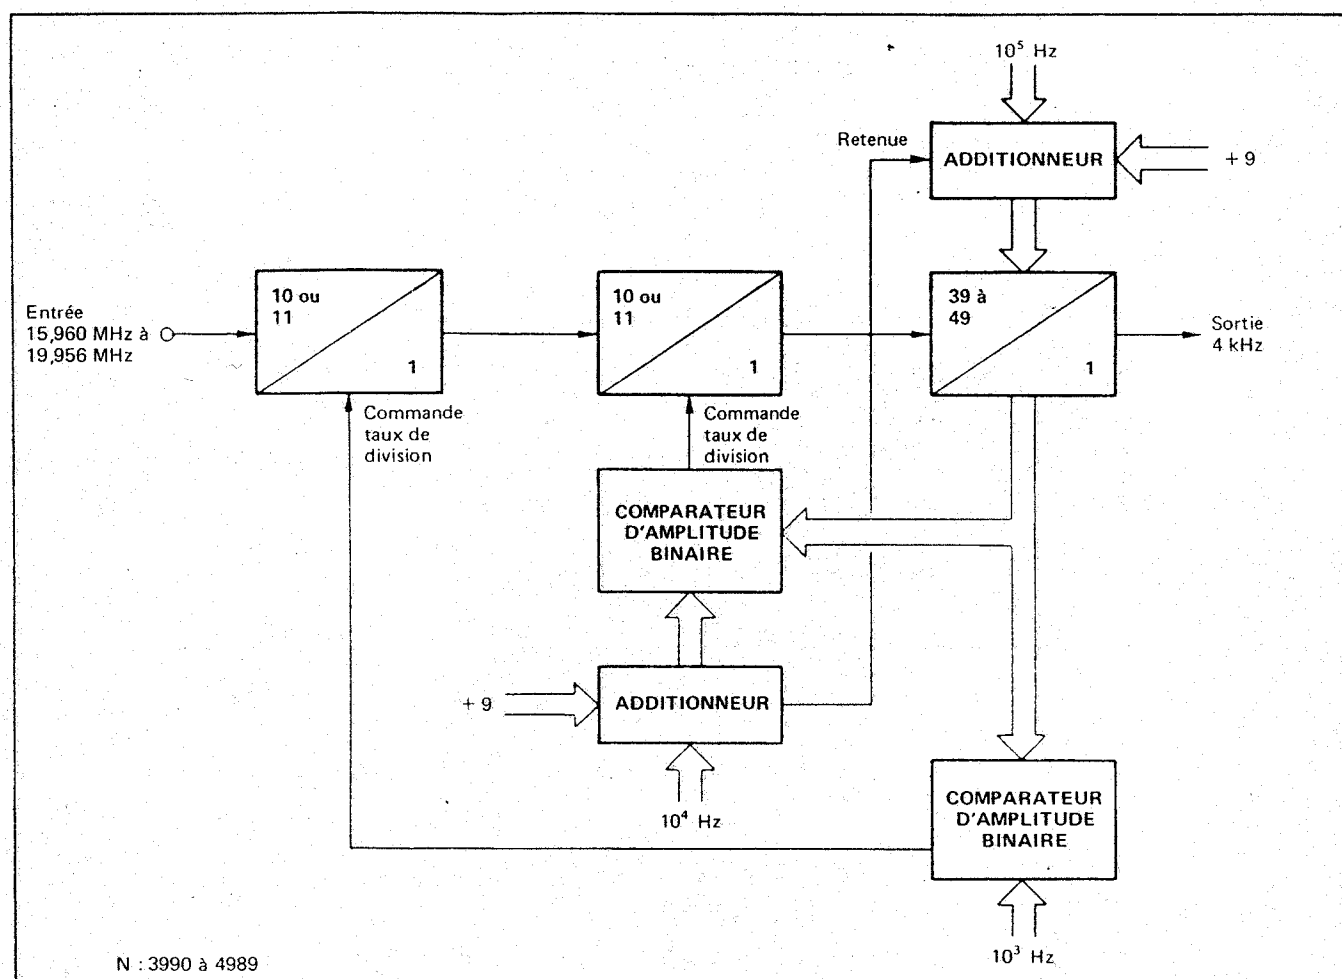 10⁵ Hz
Retenue
ADDITIONNEUR
+ 9
Entrée
15,960 MHz à
19,956 MHz
10 ou
11
1
10 ou
11
1
39 à
49
1
Sortie
4 kHz
Commande
taux de
division
Commande
taux de
division
COMPARATEUR
D'AMPLITUDE
BINAIRE
+ 9
ADDITIONNEUR
10⁴ Hz
COMPARATEUR
D'AMPLITUDE
BINAIRE
10³ Hz
N : 3990 à 4989